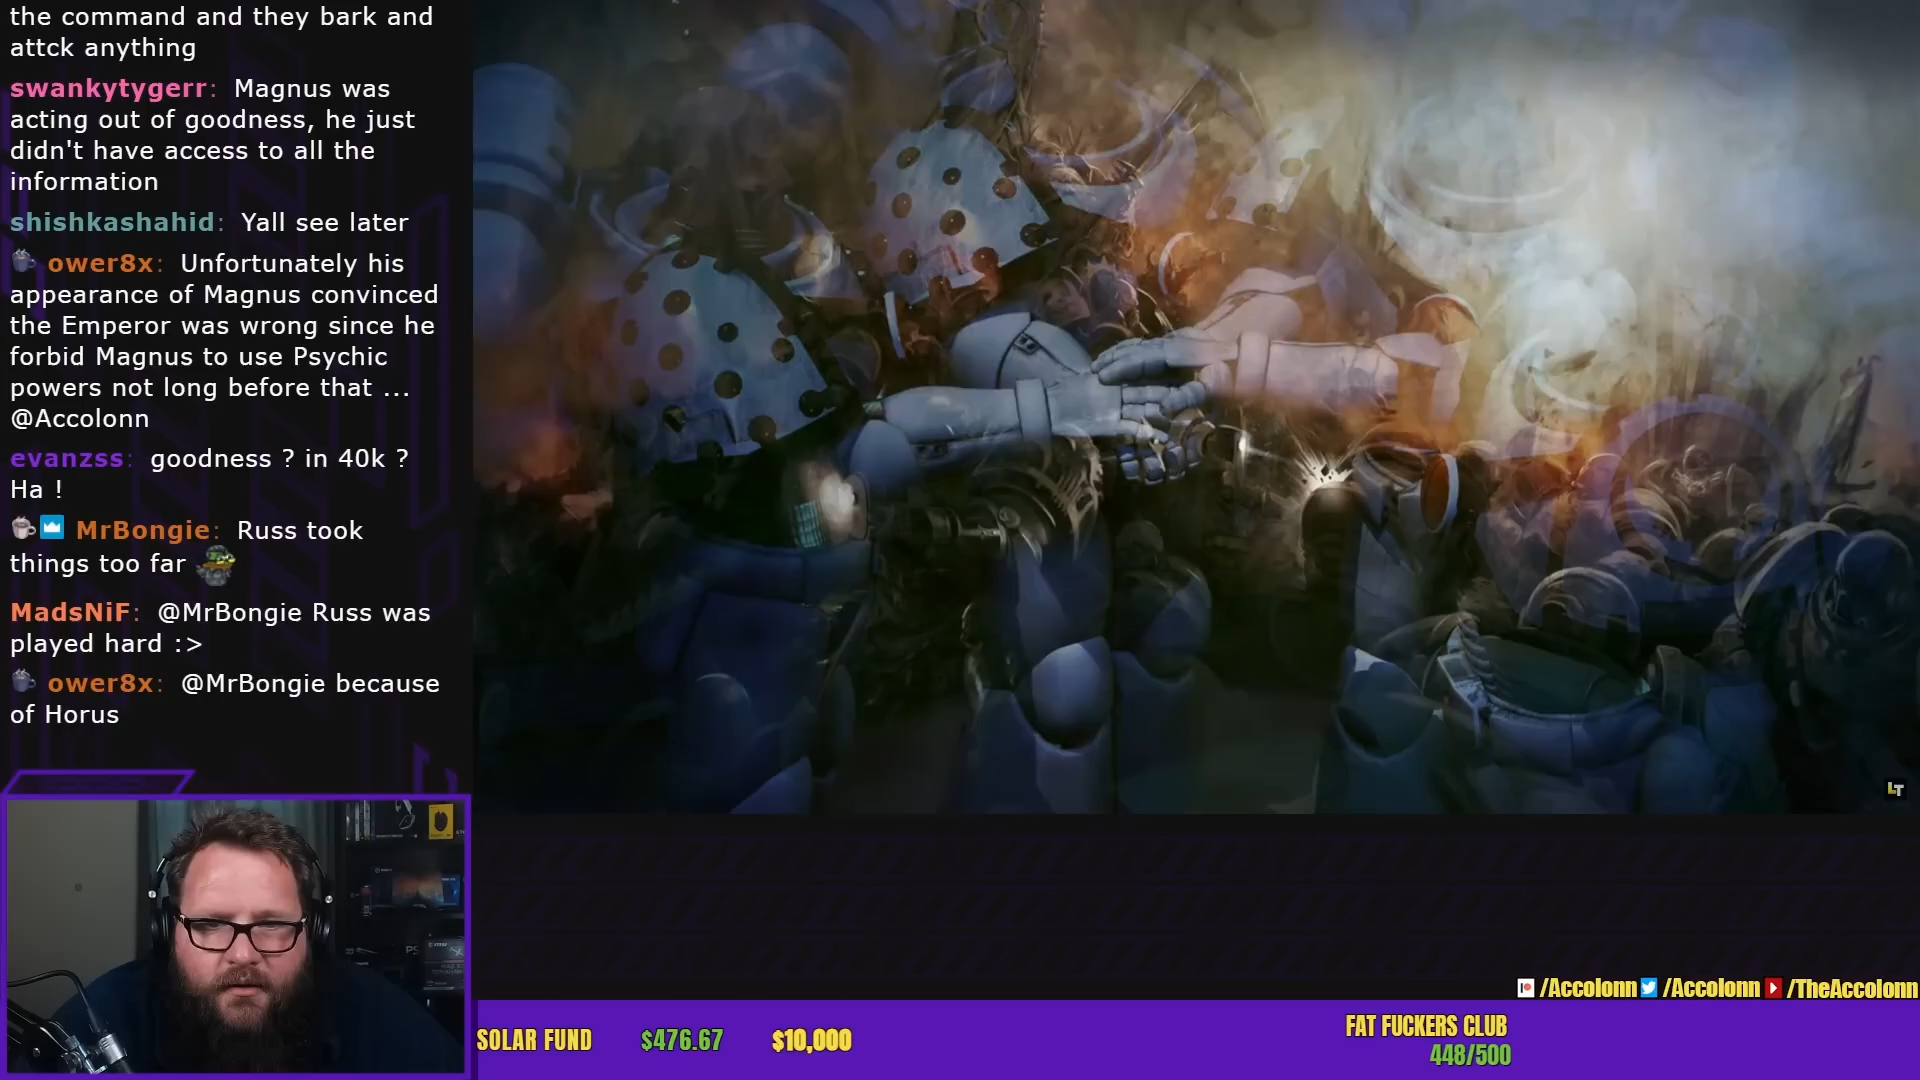 the command and they bark and
attck anything
swankytygerr: Magnus was
acting out of goodness, he just
didn't have access to all the
information
shishkashahid: Yall see later
ower8x: Unfortunately his
appearance of Magnus convinced
the Emperor was wrong since he
forbid Magnus to use Psychic
powers not long before that ...
@Accolonn
evanzss: goodness ? in 40k ?
Ha !
MrBongie: Russ took
things too far
MadsNiF: @MrBongie Russ was
played hard :>
ower8x: @MrBongie because
of Horus
LT
/Accolonn /Accolonn /TheAccolonn
SOLAR FUND $476.67 $10,000
FAT FUCKERS CLUB
448/500